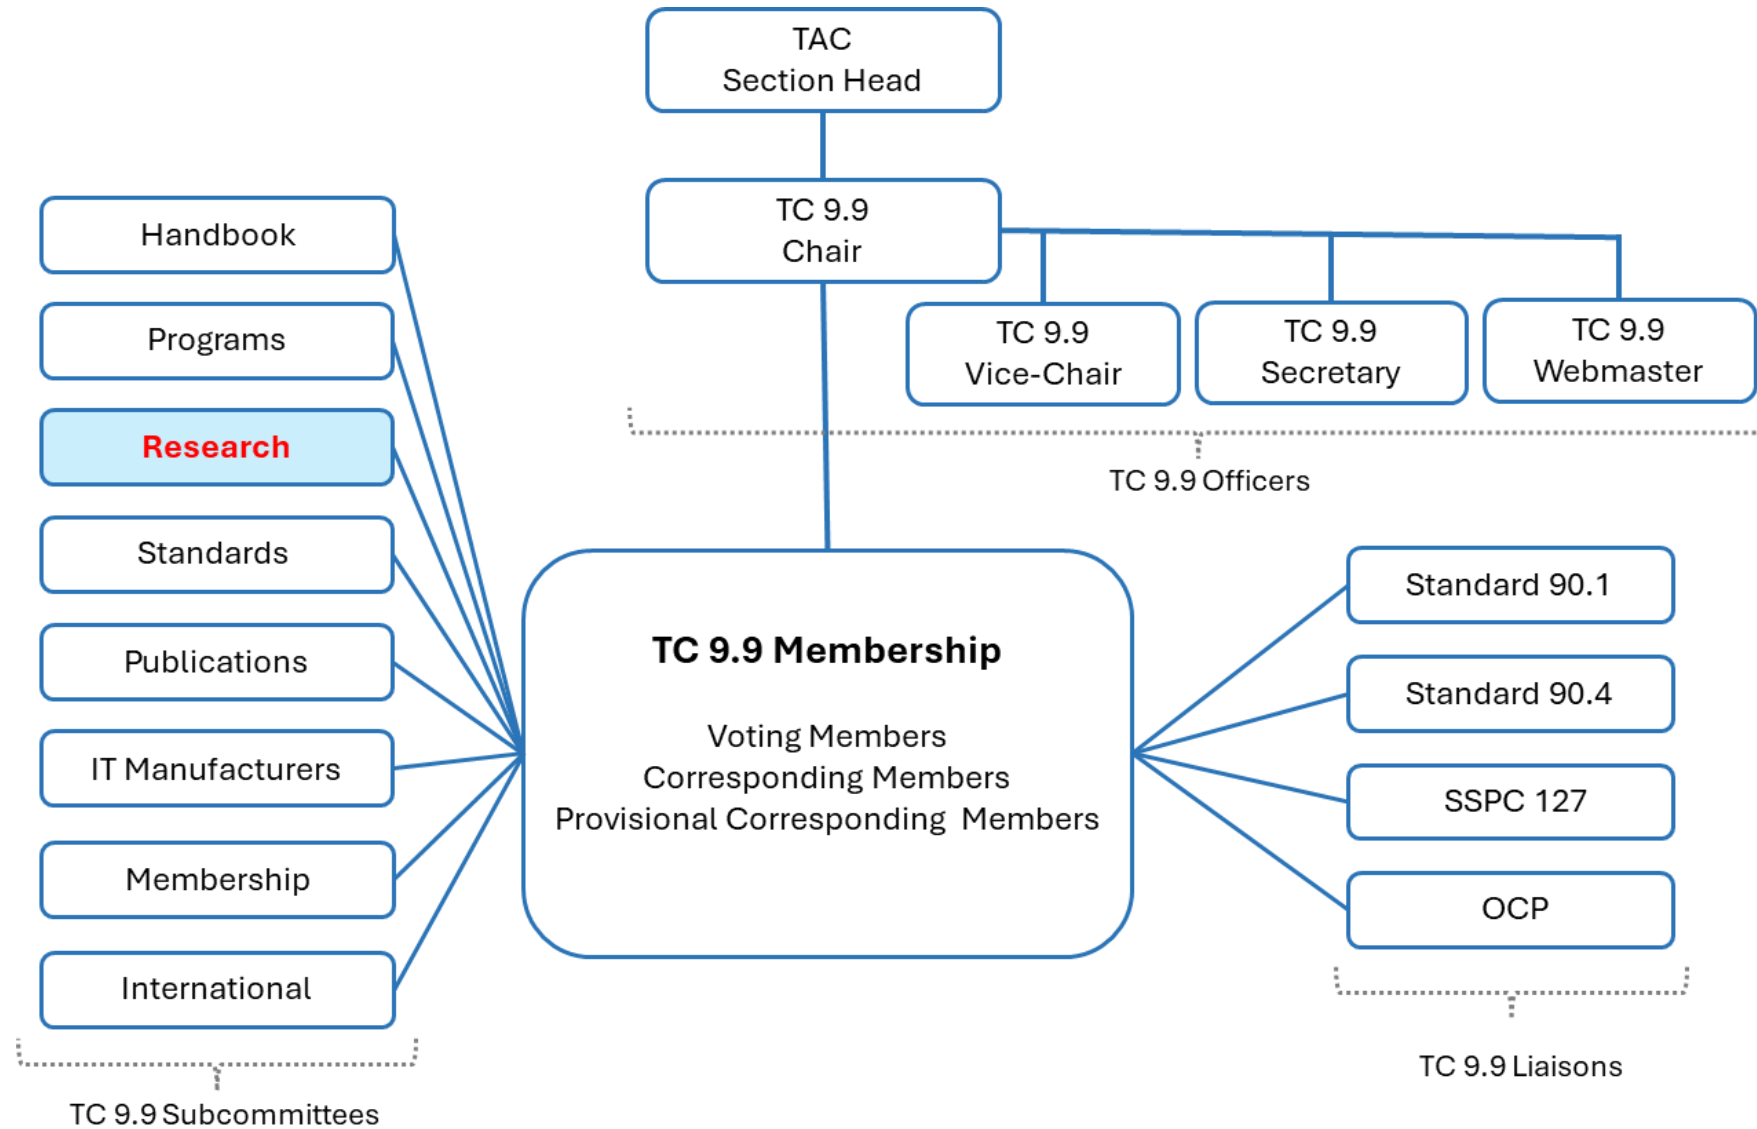 TAC
Section Head
TC 9.9
Chair
TC 9.9
Vice-Chair
TC 9.9
Secretary
TC 9.9
Webmaster
TC 9.9 Officers
Handbook
Programs
Research
Standards
Publications
IT Manufacturers
Membership
International
TC 9.9 Subcommittees
TC 9.9 Membership
Voting Members
Corresponding Members
Provisional Corresponding  Members
Standard 90.1
Standard 90.4
SSPC 127
OCP
TC 9.9 Liaisons